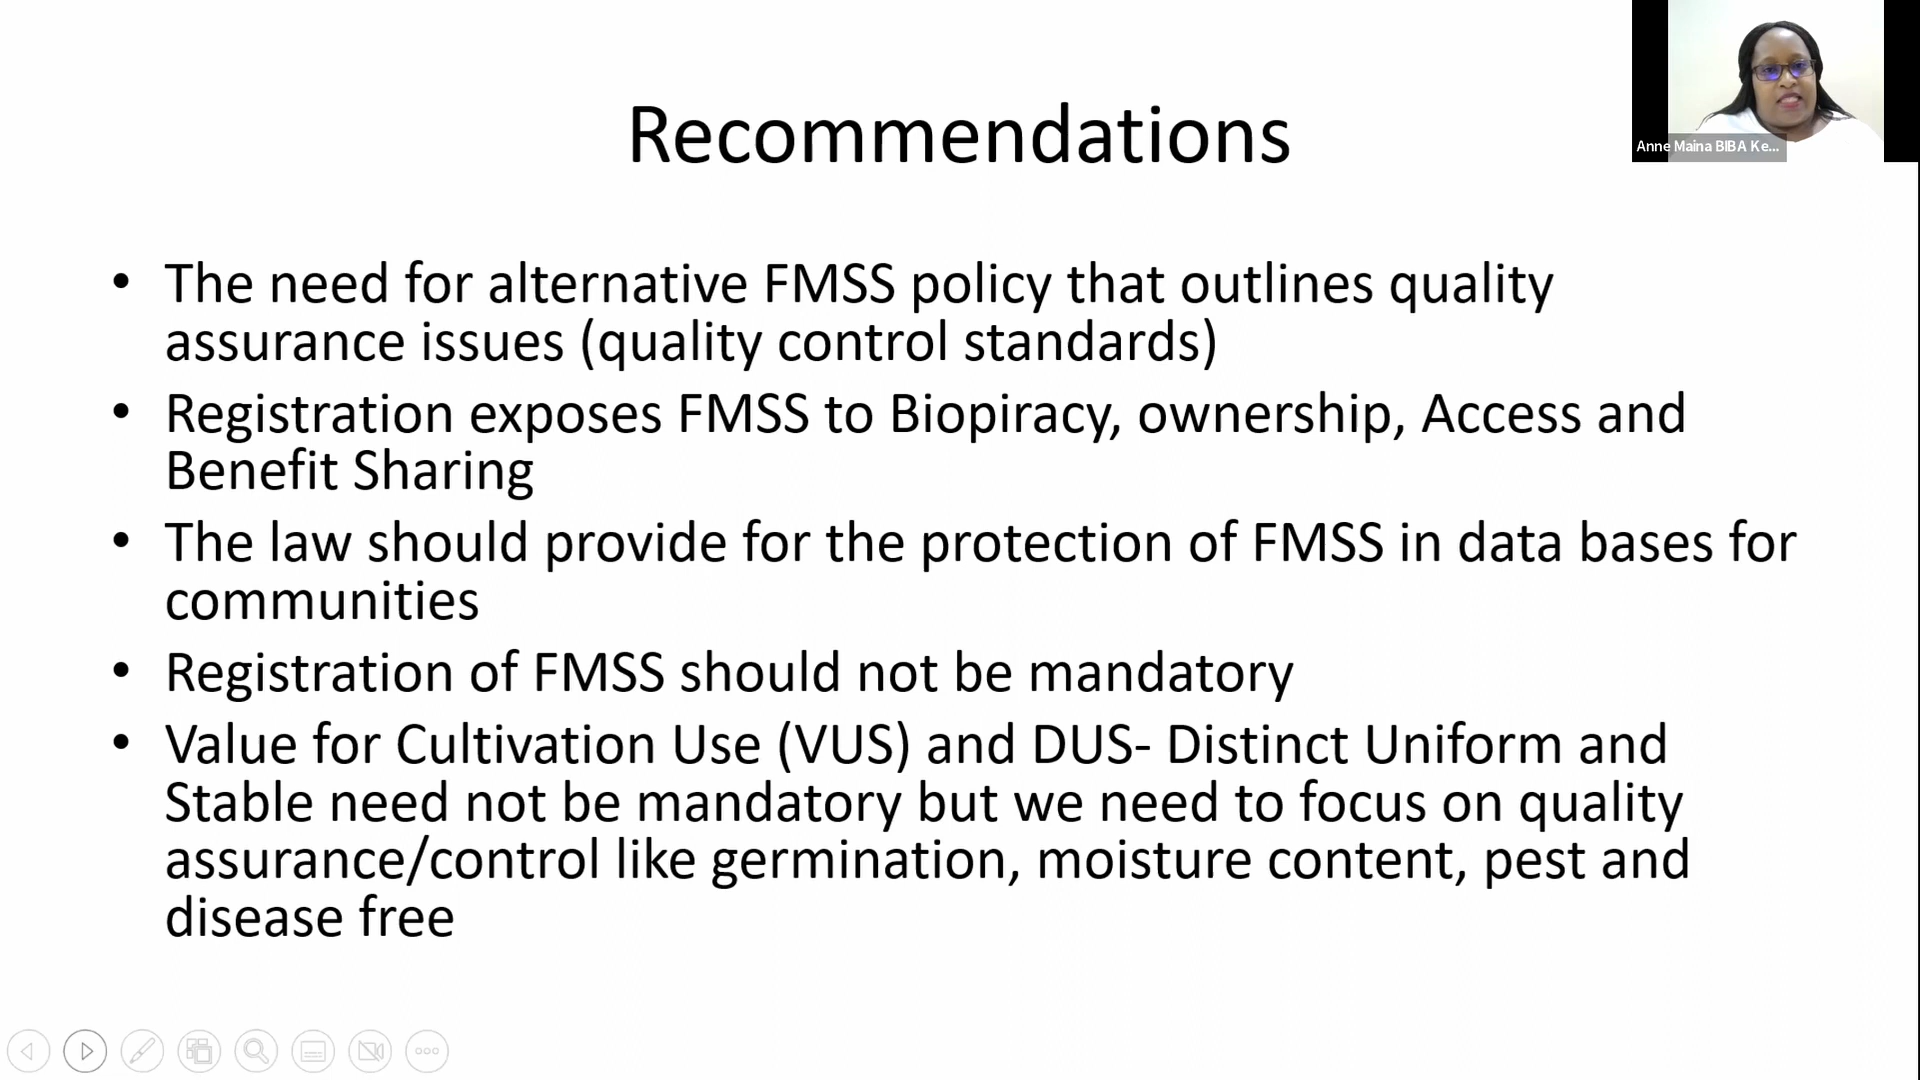 Recommendations
Anne Maina BIBA Ke...
• The need for alternative FMSS policy that outlines quality
assurance issues (quality control standards)
• Registration exposes FMSS to Biopiracy, ownership, Access and
Benefit Sharing
• The law should provide for the protection of FMSS in data bases for
communities
• Registration of FMSS should not be mandatory
• Value for Cultivation Use (VUS) and DUS- Distinct Uniform and
Stable need not be mandatory but we need to focus on quality
assurance/control like germination, moisture content, pest and
disease free